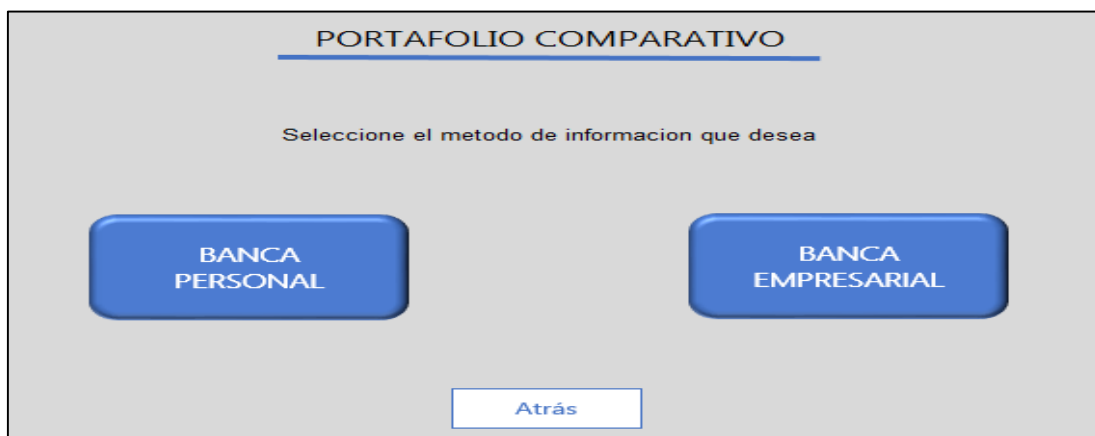 PORTAFOLIO COMPARATIVO
Seleccione el metodo de informacion que desea
BANCA
PERSONAL
BANCA
EMPRESARIAL
Atrás